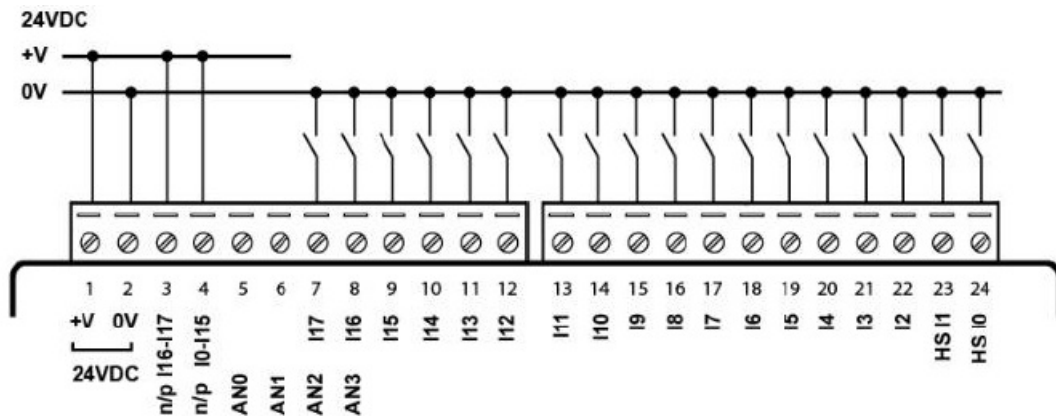 24VDC
+V
0V
1 2 3 4 5 6 7 8 9 10 11 12 13 14 15 16 17 18 19 20 21 22 23 24
+V 0V
24VDC
n/p I16-I17
n/p I0-I15
AN0
AN1
I17
AN2
I16
AN3
I15
I14
I13
I12
I11
I10
I9
I8
I7
I6
I5
I4
I3
I2
HS I1
HS I0